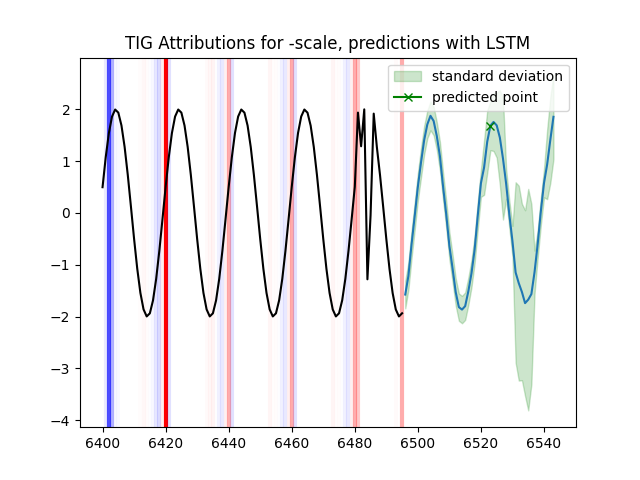 TIG Attributions for -scale, predictions with LSTM
standard deviation
predicted point
2
1
0
−1
−2
−3
−4
6400 6420 6440 6460 6480 6500 6520 6540